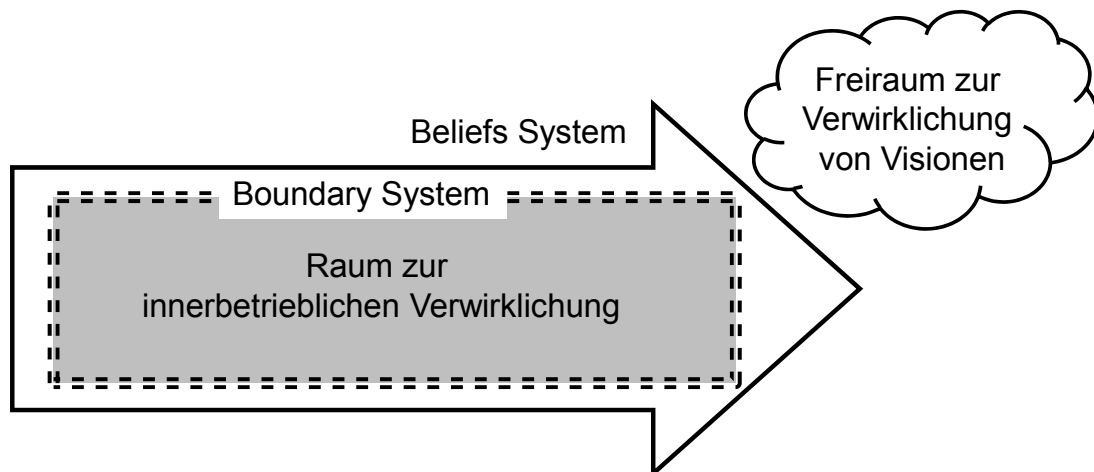 Freiraum zur
Verwirklichung
von Visionen
Beliefs System
Boundary System
Raum zur
innerbetrieblichen Verwirklichung